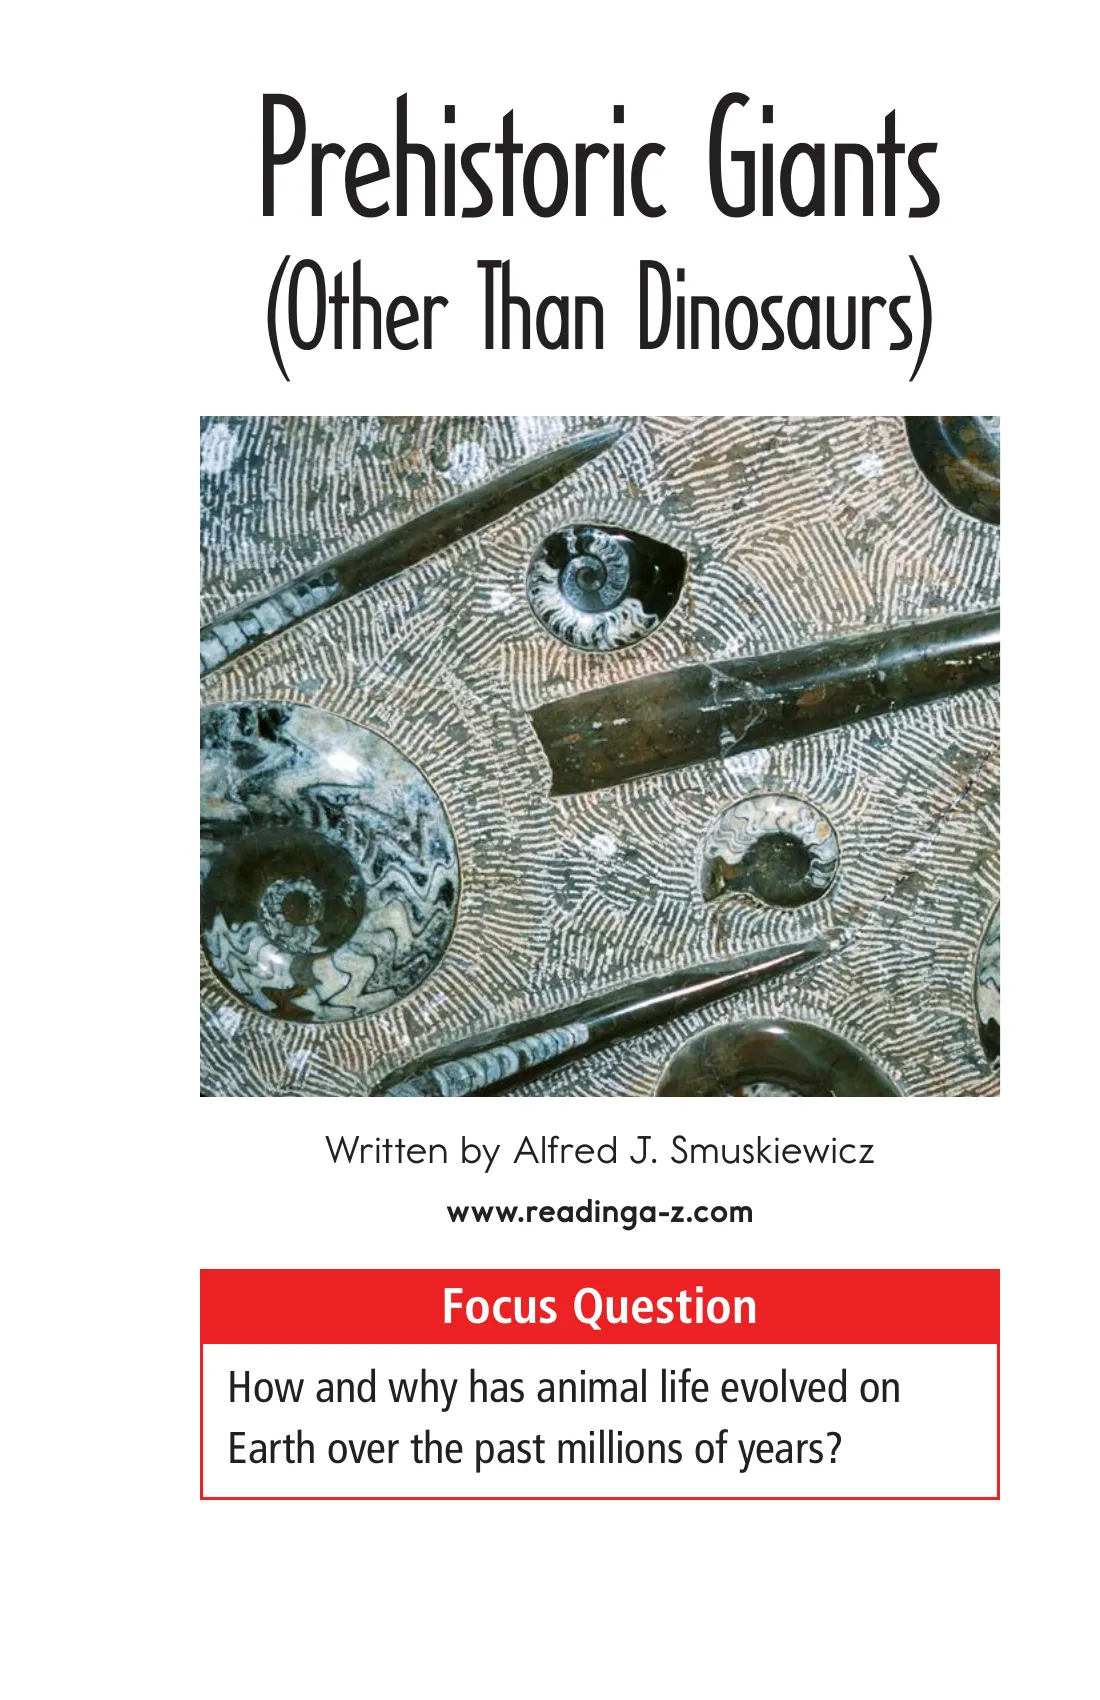 Prehistoric Giants
(Other Than Dinosaurs)
Written by Alfred J. Smuskiewicz
www.readinga-z.com
Focus Question
How and why has animal life evolved on
Earth over the past millions of years?